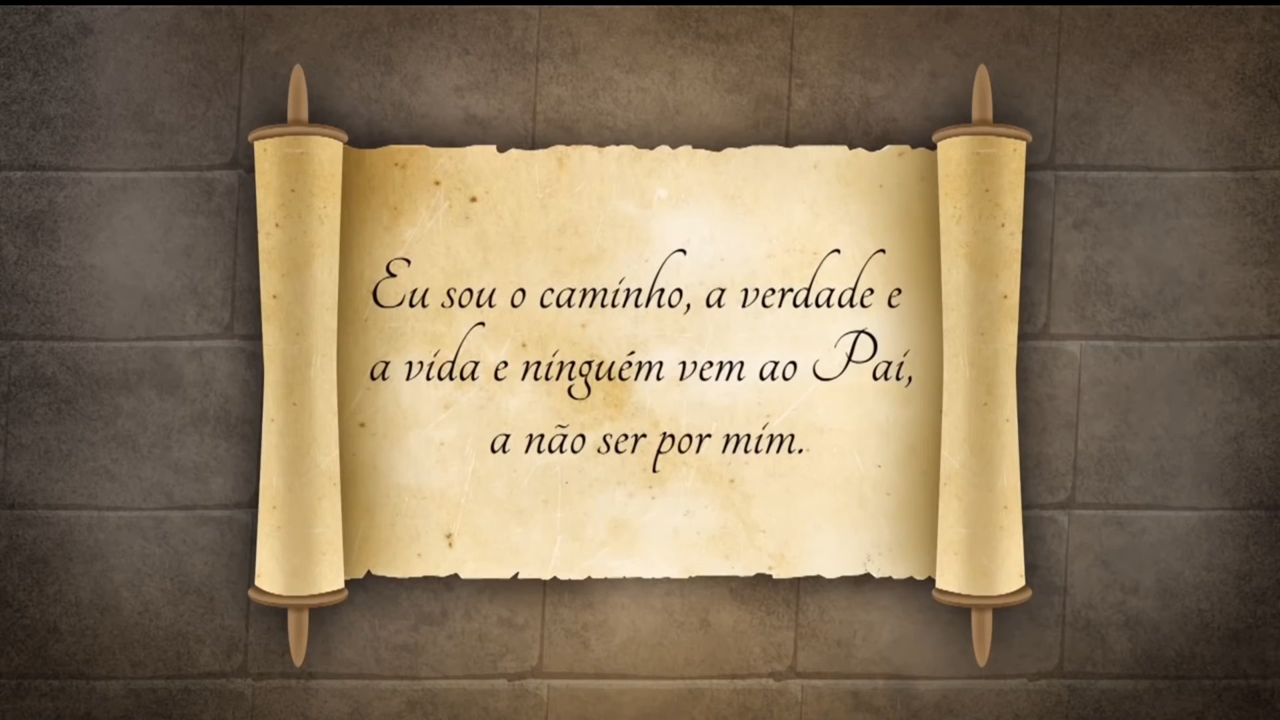 Eu sou o caminho, a verdade e
a vida e ninguém vem ao Pai,
a não ser por mim.